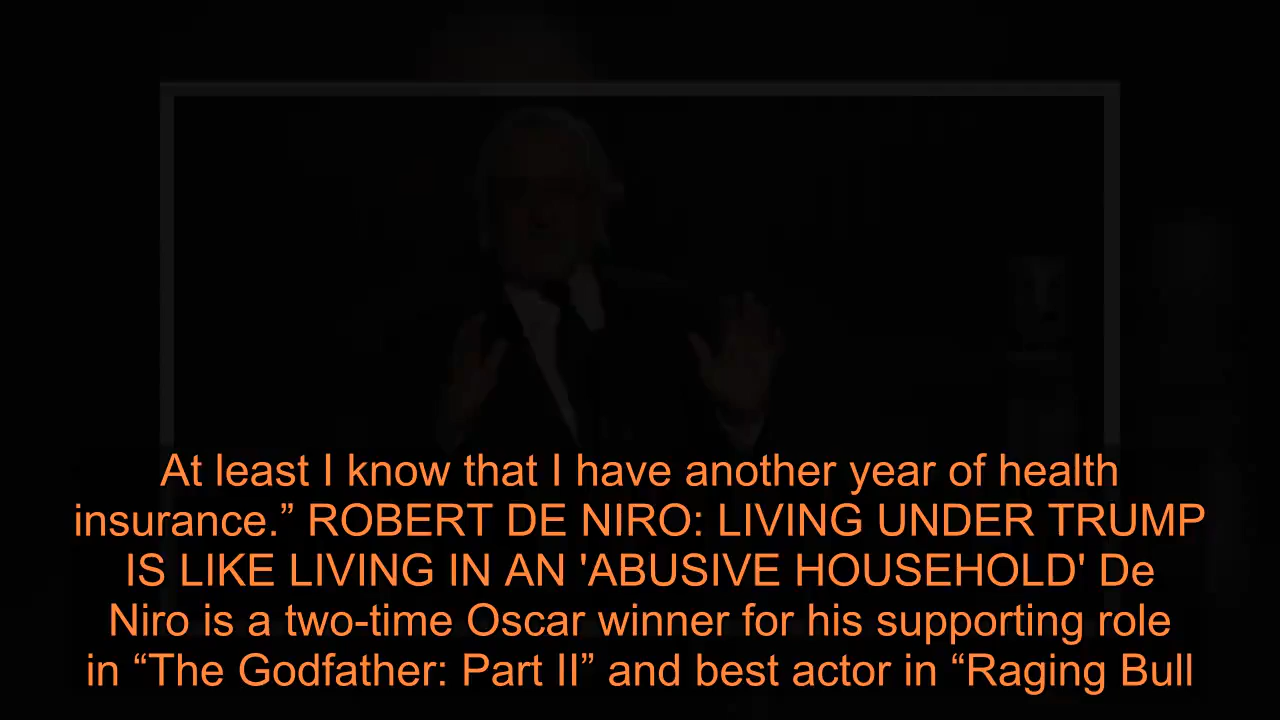 At least I know that I have another year of health
insurance.” ROBERT DE NIRO: LIVING UNDER TRUMP
IS LIKE LIVING IN AN 'ABUSIVE HOUSEHOLD' De
Niro is a two-time Oscar winner for his supporting role
in “The Godfather: Part II” and best actor in “Raging Bull